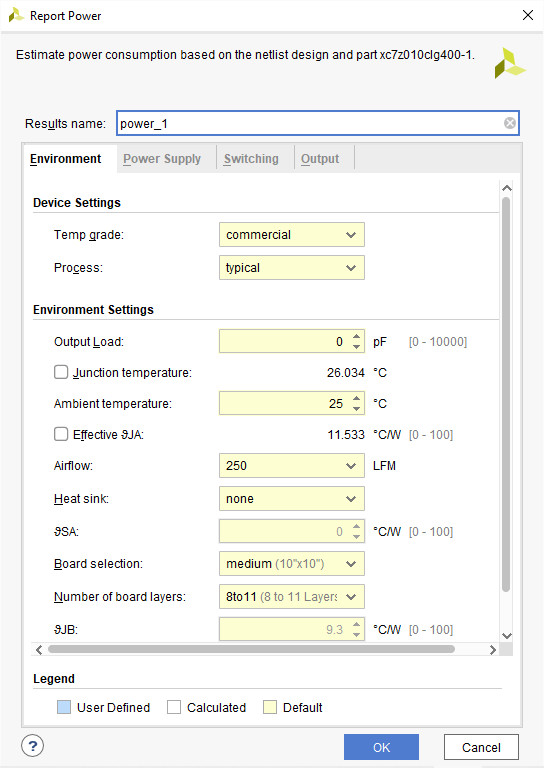 Report Power
Estimate power consumption based on the netlist design and part xc7z010clg400-1.
Results name: power_1
Environment Power Supply Switching Output
Device Settings
Temp grade: commercial
Process: typical
Environment Settings
Output Load: 0 pF [0 - 10000]
Junction temperature: 26.034 °C
Ambient temperature: 25 °C
Effective ϑJA: 11.533 °C/W [0 - 100]
Airflow: 250 LFM
Heat sink: none
ϑSA: 0 °C/W [0 - 100]
Board selection: medium (10"x10")
Number of board layers: 8to11 (8 to 11 Layers
ϑJB: 9.3 °C/W [0 - 100]
Legend
User Defined Calculated Default
? OK Cancel